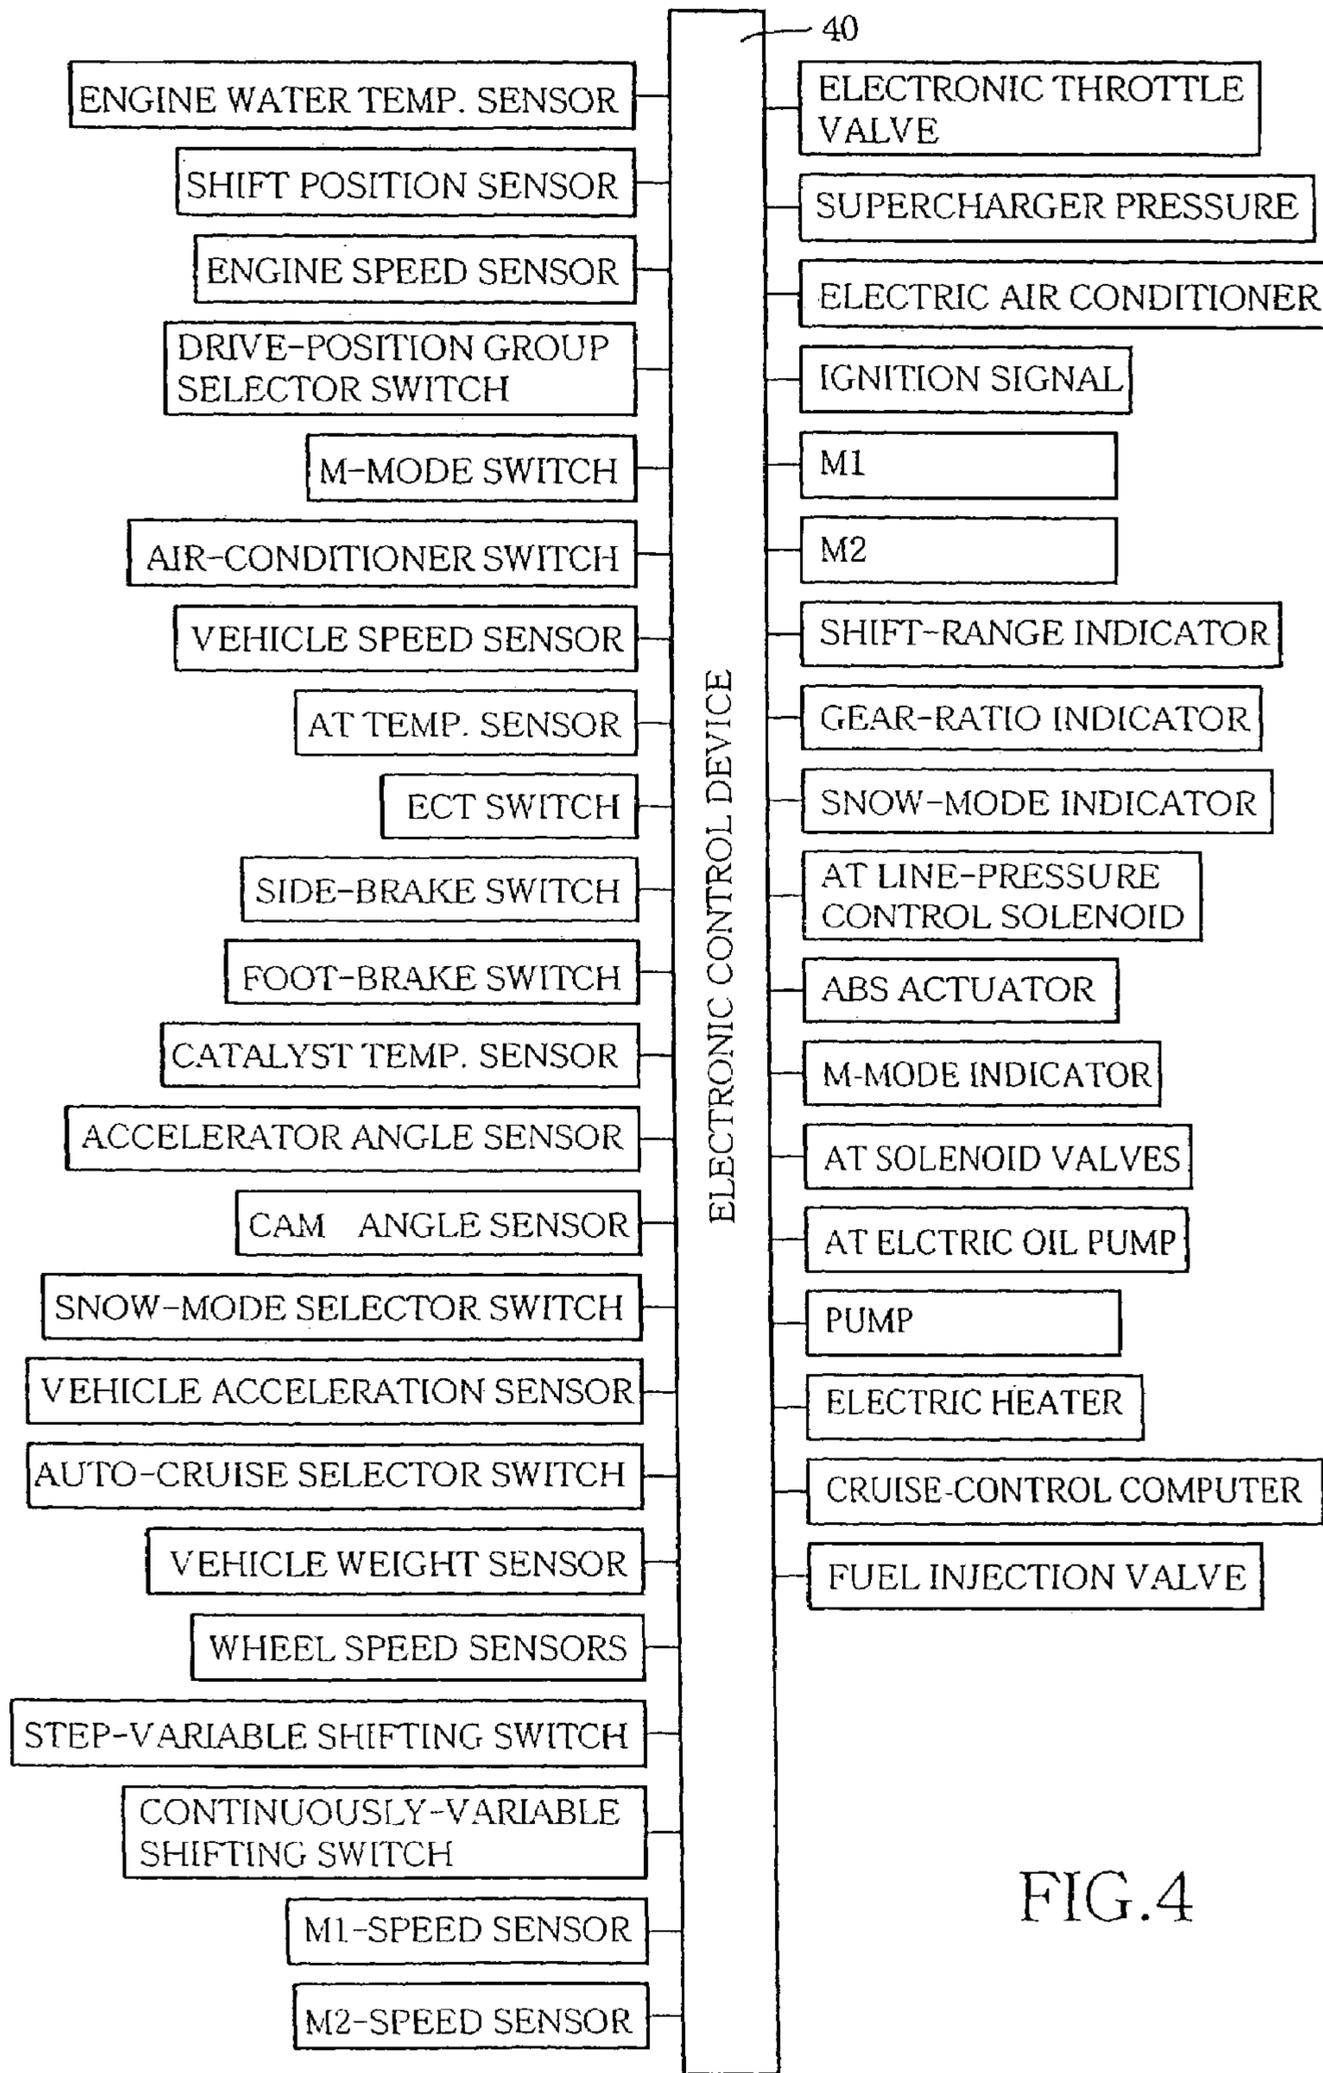 40
ENGINE WATER TEMP. SENSOR
SHIFT POSITION SENSOR
ENGINE SPEED SENSOR
DRIVE-POSITION GROUP
SELECTOR SWITCH
M-MODE SWITCH
AIR-CONDITIONER SWITCH
VEHICLE SPEED SENSOR
AT TEMP. SENSOR
ECT SWITCH
SIDE-BRAKE SWITCH
FOOT-BRAKE SWITCH
CATALYST TEMP. SENSOR
ACCELERATOR ANGLE SENSOR
CAM ANGLE SENSOR
SNOW-MODE SELECTOR SWITCH
VEHICLE ACCELERATION SENSOR
AUTO-CRUISE SELECTOR SWITCH
VEHICLE WEIGHT SENSOR
WHEEL SPEED SENSORS
STEP-VARIABLE SHIFTING SWITCH
CONTINUOUSLY-VARIABLE
SHIFTING SWITCH
M1-SPEED SENSOR
M2-SPEED SENSOR
ELECTRONIC CONTROL DEVICE
ELECTRONIC THROTTLE
VALVE
SUPERCHARGER PRESSURE
ELECTRIC AIR CONDITIONER
IGNITION SIGNAL
M1
M2
SHIFT-RANGE INDICATOR
GEAR-RATIO INDICATOR
SNOW-MODE INDICATOR
AT LINE-PRESSURE
CONTROL SOLENOID
ABS ACTUATOR
M-MODE INDICATOR
AT SOLENOID VALVES
AT ELCTRIC OIL PUMP
PUMP
ELECTRIC HEATER
CRUISE-CONTROL COMPUTER
FUEL INJECTION VALVE
FIG.4